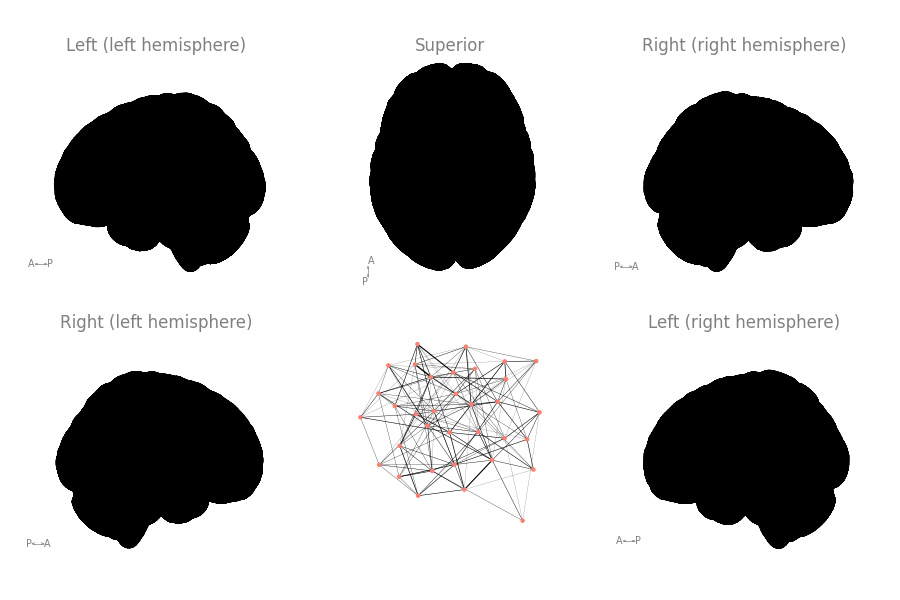 Left (left hemisphere)
Superior
Right (right hemisphere)
A
A↔P
P
P↔A
Right (left hemisphere)
Left (right hemisphere)
P↔A
A↔P